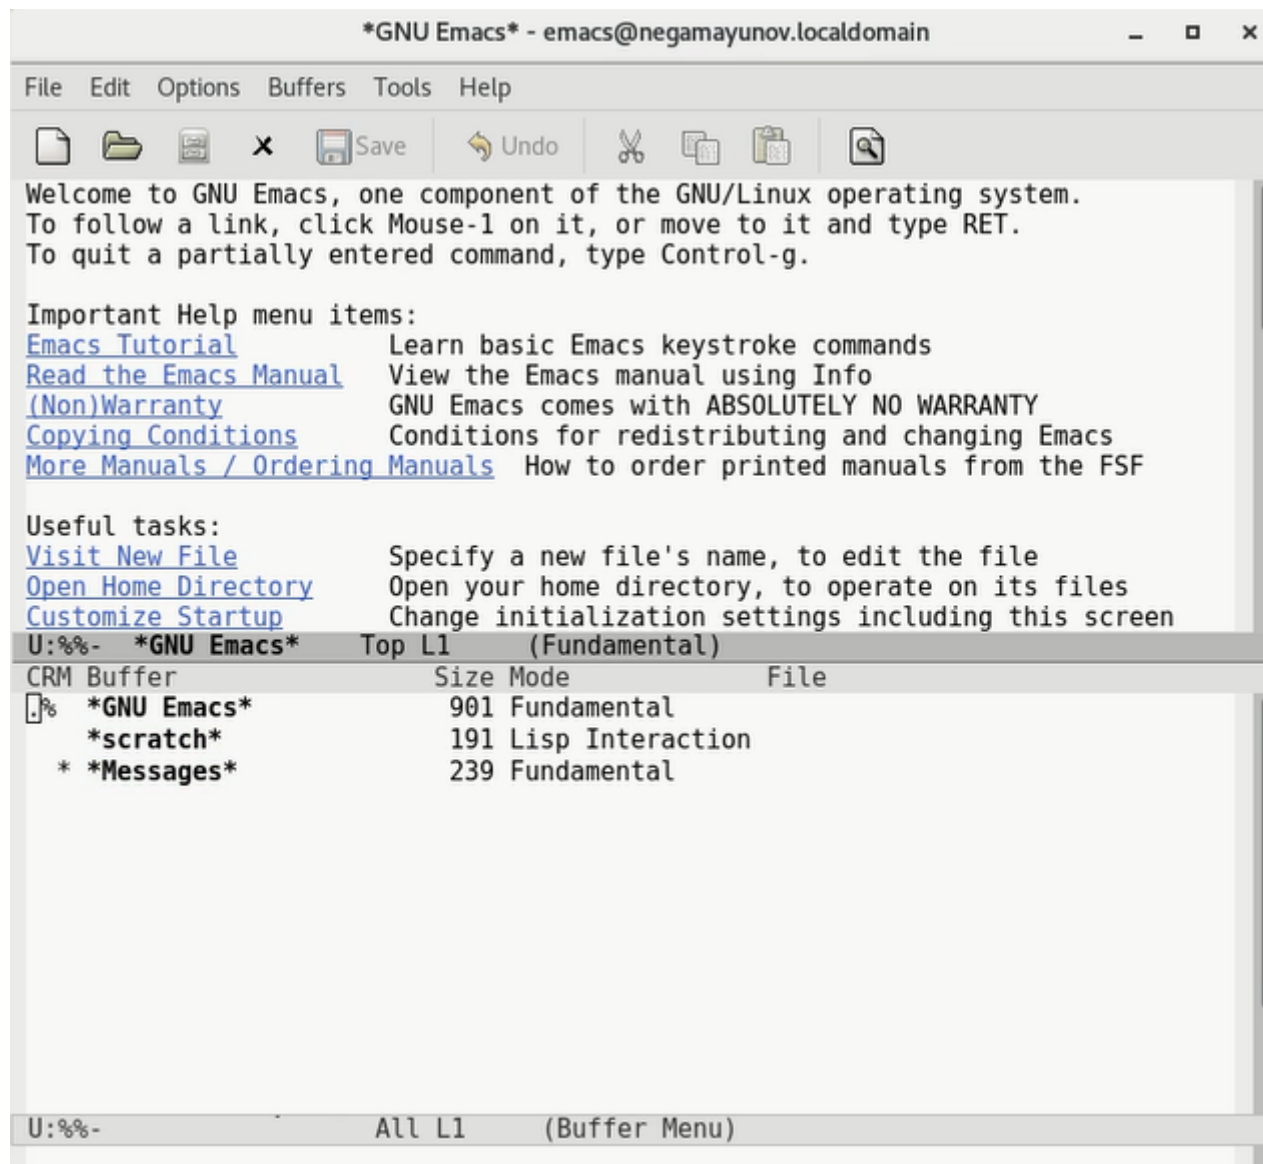 *GNU Emacs* - emacs@negamayunov.localdomain
File Edit Options Buffers Tools Help
Save Undo
Welcome to GNU Emacs, one component of the GNU/Linux operating system.
To follow a link, click Mouse-1 on it, or move to it and type RET.
To quit a partially entered command, type Control-g.
Important Help menu items:
Emacs Tutorial Learn basic Emacs keystroke commands
Read the Emacs Manual View the Emacs manual using Info
(Non)Warranty GNU Emacs comes with ABSOLUTELY NO WARRANTY
Copying Conditions Conditions for redistributing and changing Emacs
More Manuals / Ordering Manuals How to order printed manuals from the FSF
Useful tasks:
Visit New File Specify a new file's name, to edit the file
Open Home Directory Open your home directory, to operate on its files
Customize Startup Change initialization settings including this screen
U:%%- *GNU Emacs* Top L1 (Fundamental)
CRM Buffer Size Mode File
.% *GNU Emacs* 901 Fundamental
*scratch* 191 Lisp Interaction
* *Messages* 239 Fundamental
U:%%- All L1 (Buffer Menu)